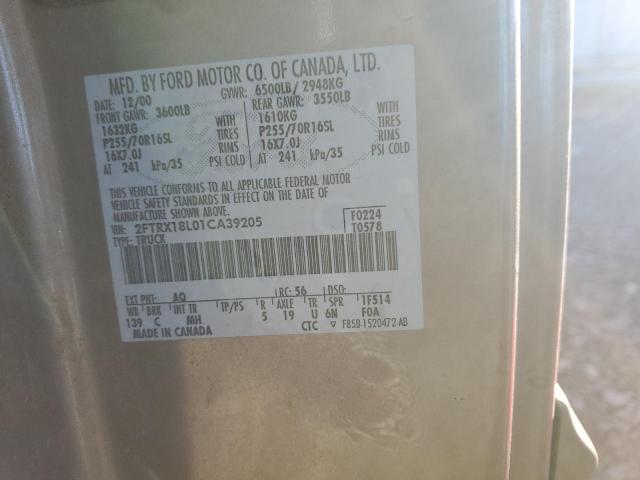 MFD. BY FORD MOTOR CO. OF CANADA, LTD.
DATE: 12/00 GVWR: 6500LB/ 2948KG
FRONT GAWR: 3600LB REAR GAWR: 3550LB
1632KG WITH 1610KG WITH
P255/70R16SL TIRES P255/70R16SL TIRES
16X7.0J RIMS 16X7.0J RIMS
AT 241 kPa/35 PSI COLD AT 241 kPa/35 PSI COLD
THIS VEHICLE CONFORMS TO ALL APPLICABLE FEDERAL MOTOR
VEHICLE SAFETY STANDARDS IN EFFECT ON THE DATE OF
MANUFACTURE SHOWN ABOVE.
VIN: 2FTRX18L01CA39205 F0224
TYPE: TRUCK T0578
EXT PNT: AQ RC: 56 DSO:
WB BRK INT TR TP/PS R AXLE TR SPR 1F514
139 C MH 5 19 U 6N F0A
MADE IN CANADA CTC ▽ F85B-1520472-AB